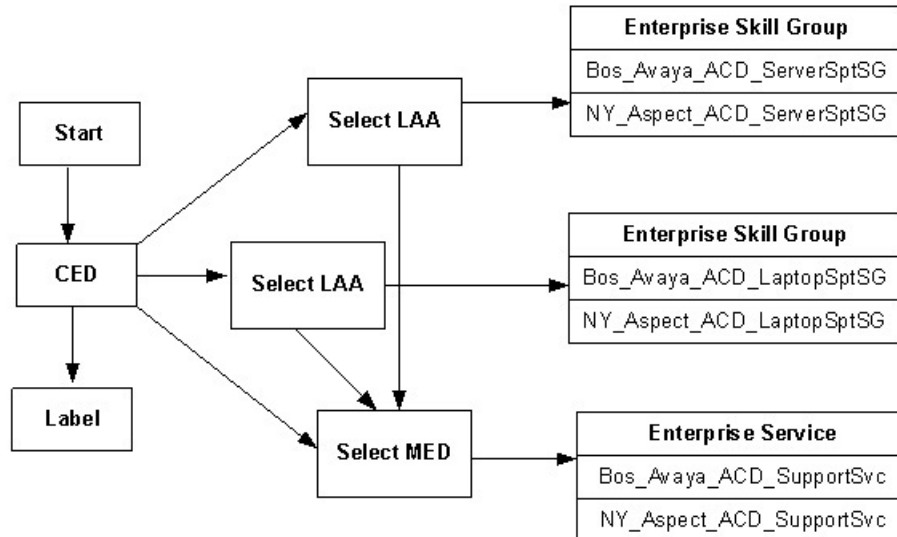 Enterprise Skill Group
Bos_Avaya_ACD_ServerSptSG
NY_Aspect_ACD_ServerSptSG
Start
Select LAA
Enterprise Skill Group
Bos_Avaya_ACD_LaptopSptSG
NY_Aspect_ACD_LaptopSptSG
CED
Select LAA
Label
Select MED
Enterprise Service
Bos_Avaya_ACD_SupportSvc
NY_Aspect_ACD_SupportSvc